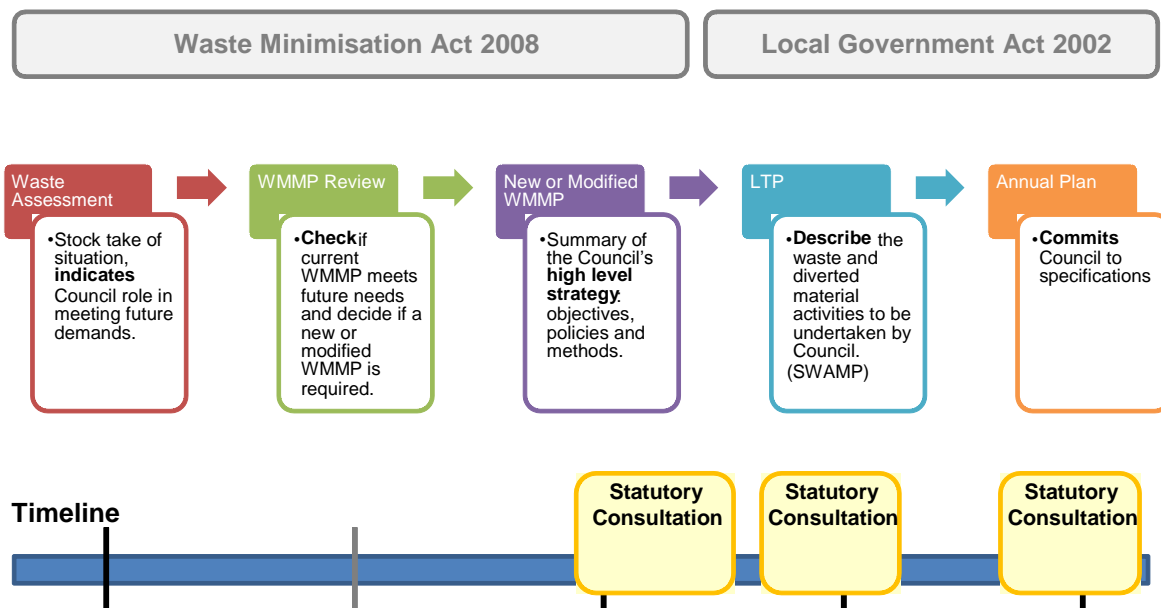 Waste Minimisation Act 2008
Local Government Act 2002
Waste
Assessment
•Stock take of
situation,
indicates
Council role in
meeting future
demands.
WMMP Review
•Check if
current
WMMP meets
future needs
and decide if a
new or
modified
WMMP is
required.
New or Modified
WMMP
•Summary of
the Council's
high level
strategy:
objectives,
policies and
methods.
LTP
•Describe the
waste and
diverted
material
activities to be
undertaken by
Council.
(SWAMP)
Annual Plan
•Commits
Council to
specifications
Timeline
Statutory
Consultation
Statutory
Consultation
Statutory
Consultation